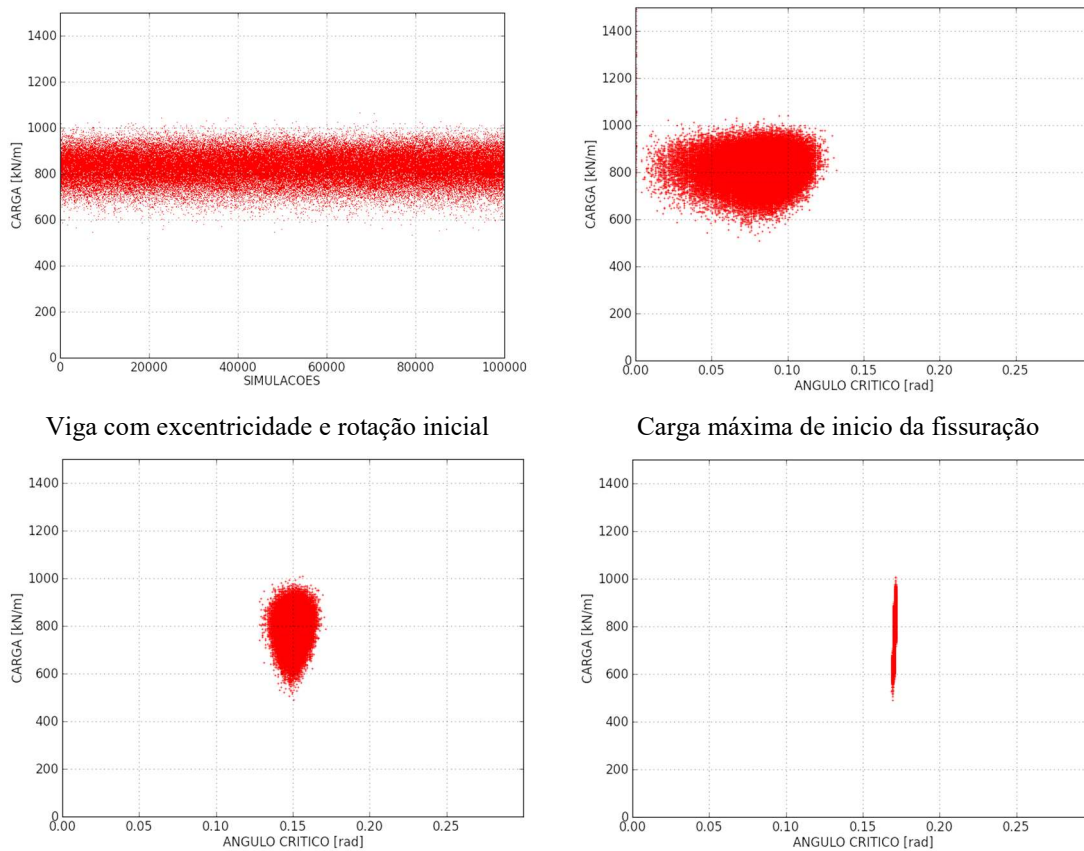 1400
1200
1000
800
600
400
200
0
CARGA [kN/m]
0 20000 40000 60000 80000 100000
SIMULACOES
1400
1200
1000
800
600
400
200
0
CARGA [kN/m]
0.00 0.05 0.10 0.15 0.20 0.25
ANGULO CRITICO [rad]
Viga com excentricidade e rotação inicial
Carga máxima de inicio da fissuração
1400
1200
1000
800
600
400
200
0
CARGA [kN/m]
0.00 0.05 0.10 0.15 0.20 0.25
ANGULO CRITICO [rad]
1400
1200
1000
800
600
400
200
0
CARGA [kN/m]
0.00 0.05 0.10 0.15 0.20 0.25
ANGULO CRITICO [rad]